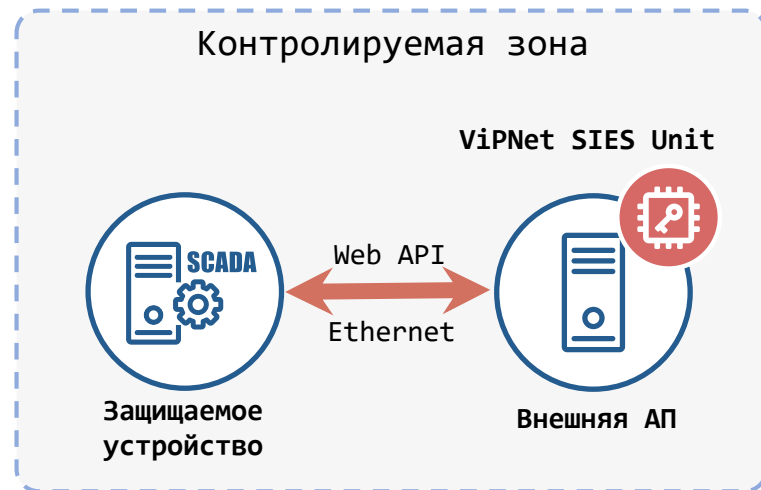 Контролируемая зона
ViPNet SIES Unit
SCADA
Web API
Ethernet
Защищаемое
устройство
Внешняя АП